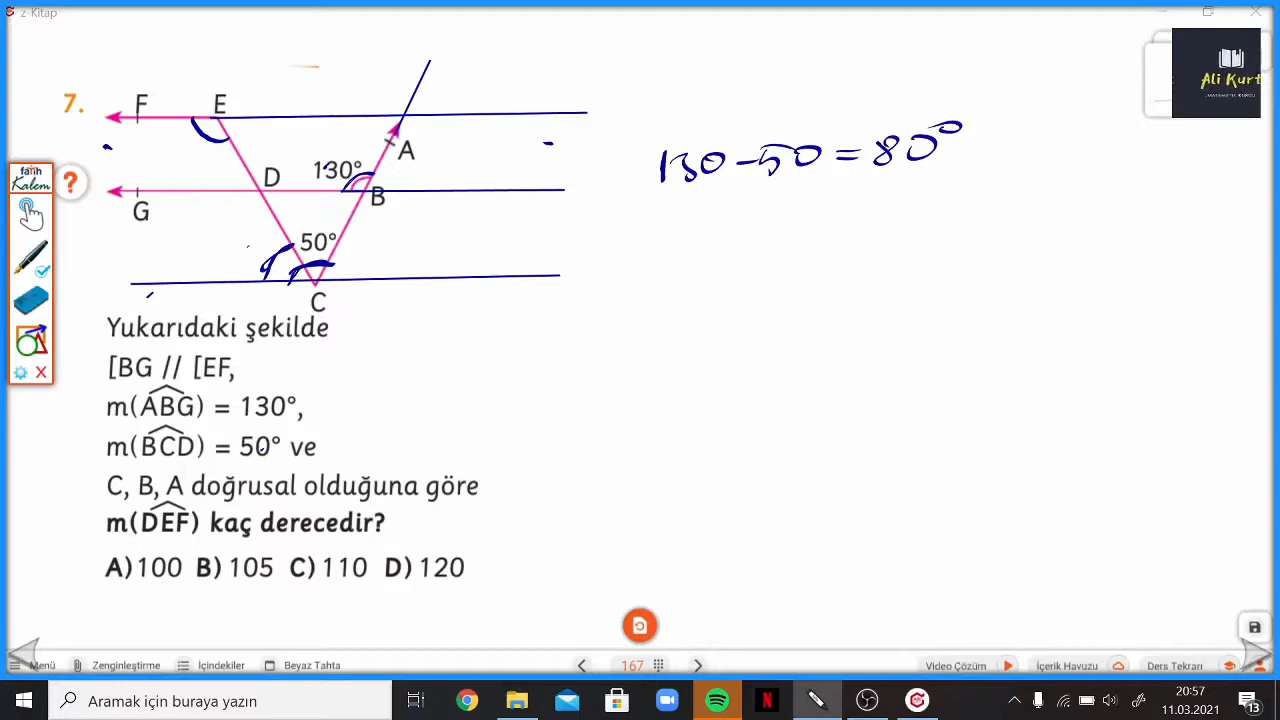 z-Kitap
Ali Kurt
MATEMATİK KURDU
7.
F
E
A
130°
130-50=80°
D
G
B
50°
C
fatih
Kalem
?
Yukarıdaki şekilde
[BG // [EF,
m(ABG) = 130°,
m(BCD) = 50° ve
C, B, A doğrusal olduğuna göre
m(DEF) kaç derecedir?
A) 100 B) 105 C) 110 D) 120
Menü Zenginleştirme İçindekiler Beyaz Tahta 167 Video Çözüm İçerik Havuzu Ders Tekrarı
Aramak için buraya yazın
20:57
11.03.2021
13